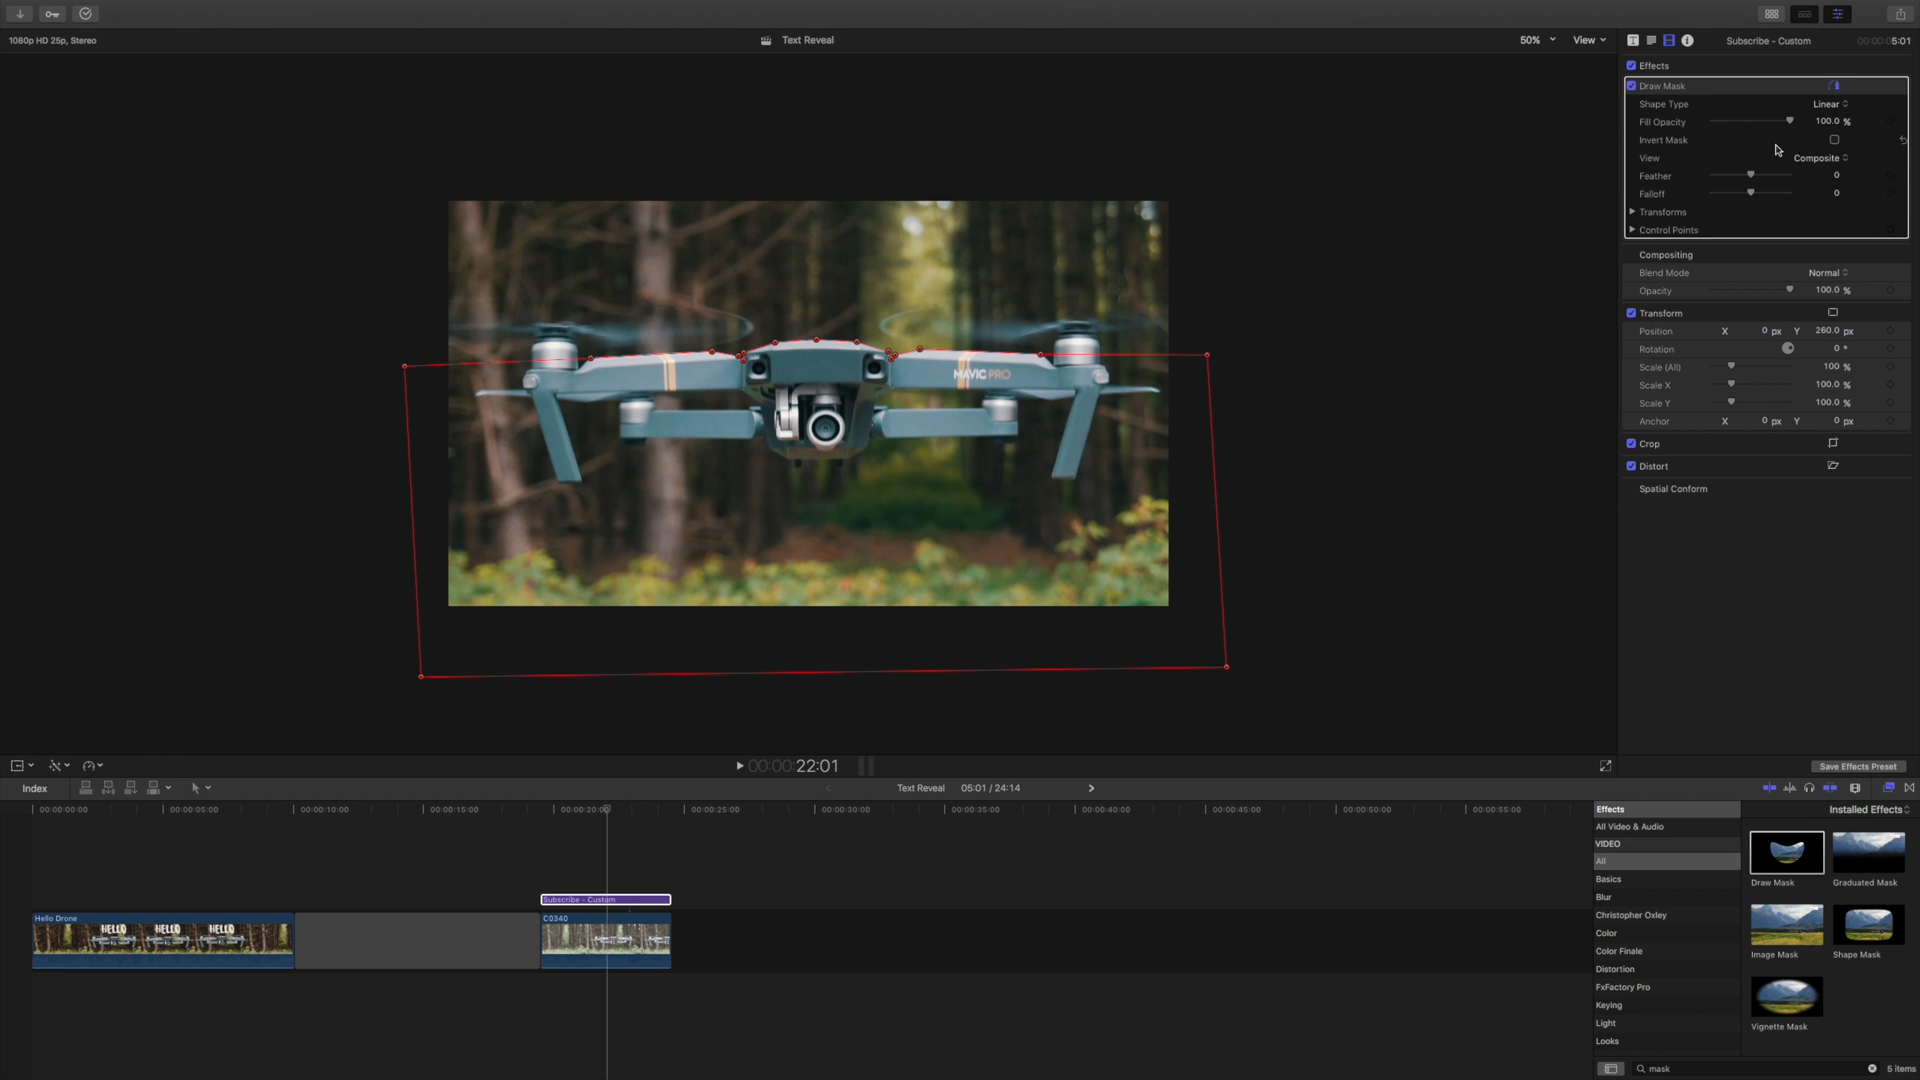 1080p HD 25p, Stereo
Text Reveal
50%
View
Subscribe - Custom
00:00:05:01
Effects
Draw Mask
Shape Type Linear
Fill Opacity 100.0 %
Invert Mask
View Composite
Feather 0
Falloff 0
Transforms
Control Points
Compositing
Blend Mode Normal
Opacity 100.0 %
Transform
Position X 0 px Y 260.0 px
Rotation 0 °
Scale (All) 100 %
Scale X 100.0 %
Scale Y 100.0 %
Anchor X 0 px Y 0 px
Crop
Distort
Spatial Conform
MAVIC PRO
00:00:22:01
Save Effects Preset
Index
Text Reveal 05:01 / 24:14
00:00:00:00 00:00:05:00 00:00:10:00 00:00:15:00 00:00:20:00 00:00:25:00 00:00:30:00 00:00:35:00 00:00:40:00 00:00:45:00 00:00:50:00 00:00:55:00
Subscribe - Custom
Hello Drone
C0340
HELLO HELLO HELLO
Effects
Installed Effects
All Video & Audio
VIDEO
All
Basics
Blur
Christopher Oxley
Color
Color Finale
Distortion
FxFactory Pro
Keying
Light
Looks
Draw Mask
Graduated Mask
Image Mask
Shape Mask
Vignette Mask
mask
5 items